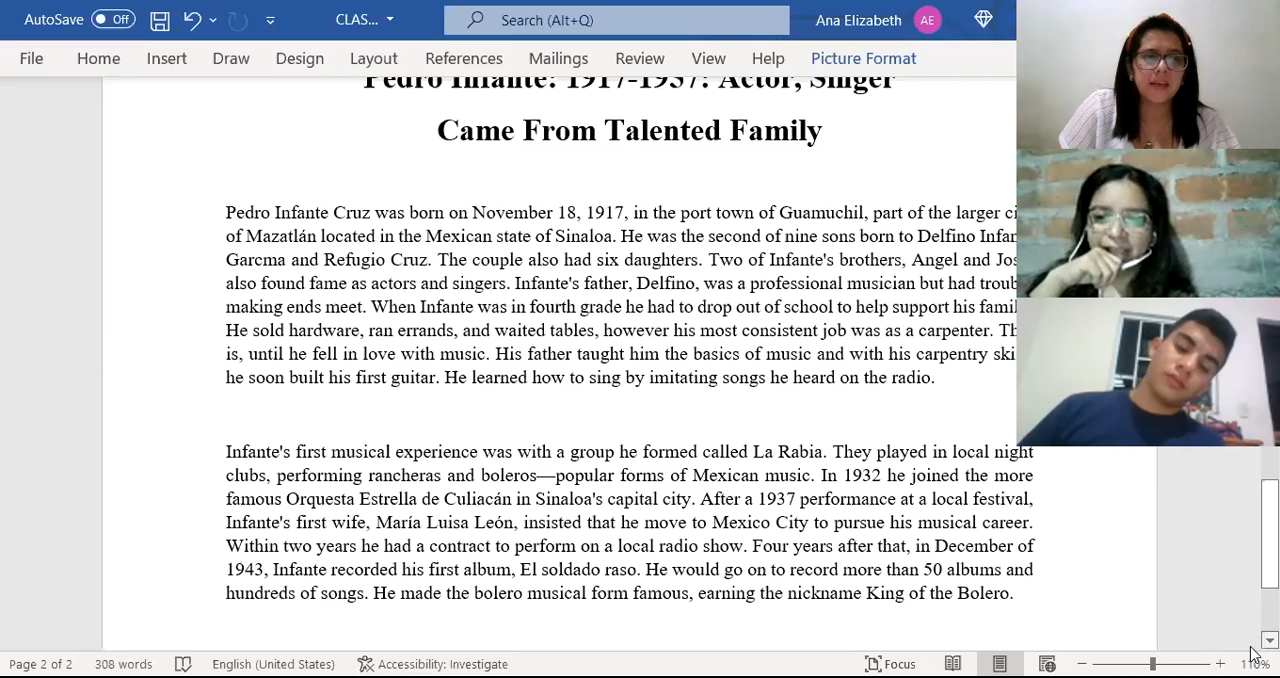 AutoSave Off CLAS... Search (Alt+Q) Ana Elizabeth AE
File Home Insert Draw Design Layout References Mailings Review View Help Picture Format
Pedro Infante: 1917-1957: Actor, Singer
Came From Talented Family
Pedro Infante Cruz was born on November 18, 1917, in the port town of Guamuchil, part of the larger
of Mazatlán located in the Mexican state of Sinaloa. He was the second of nine sons born to Delfino
Garcma and Refugio Cruz. The couple also had six daughters. Two of Infante's brothers, Angel and
also found fame as actors and singers. Infante's father, Delfino, was a professional musician but had
making ends meet. When Infante was in fourth grade he had to drop out of school to help support his
He sold hardware, ran errands, and waited tables, however his most consistent job was as a carpenter.
is, until he fell in love with music. His father taught him the basics of music and with his carpentry
he soon built his first guitar. He learned how to sing by imitating songs he heard on the radio.
Infante's first musical experience was with a group he formed called La Rabia. They played in local night
clubs, performing rancheras and boleros—popular forms of Mexican music. In 1932 he joined the more
famous Orquesta Estrella de Culiacán in Sinaloa's capital city. After a 1937 performance at a local festival,
Infante's first wife, María Luisa León, insisted that he move to Mexico City to pursue his musical career.
Within two years he had a contract to perform on a local radio show. Four years after that, in December of
1943, Infante recorded his first album, El soldado raso. He would go on to record more than 50 albums and
hundreds of songs. He made the bolero musical form famous, earning the nickname King of the Bolero.
Page 2 of 2 308 words English (United States) Accessibility: Investigate Focus 110%